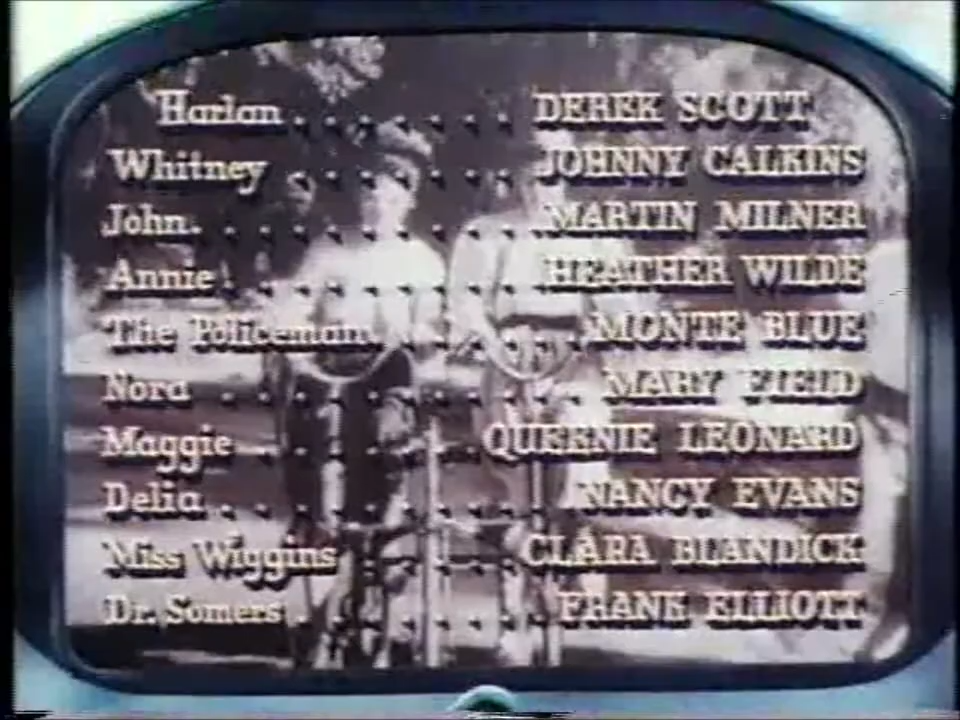 Harlan . . . . . . . DEREK SCOTT
Whitney . . . . . . . JOHNNY CALKINS
John . . . . . . . . . . MARTIN MILNER
Annie . . . . . . . . . HEATHER WILDE
The Policeman . . . . . . MONTE BLUE
Nora . . . . . . . . . . MARY FIELD
Maggie . . . . . . . QUEENIE LEONARD
Delia . . . . . . . . . . NANCY EVANS
Miss Wiggins . . . . . CLARA BLANDICK
Dr. Somers . . . . . . . FRANK ELLIOTT